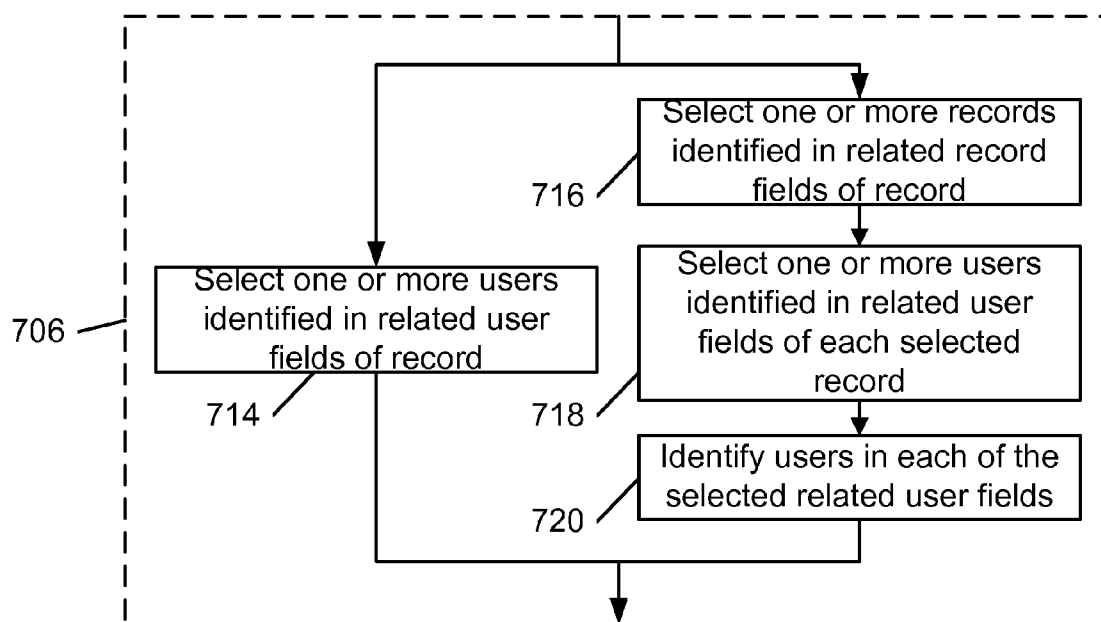 Select one or more records
identified in related record
fields of record
716
Select one or more users
identified in related user
fields of record
706
714
Select one or more users
identified in related user
fields of each selected
record
718
Identify users in each of the
selected related user fields
720